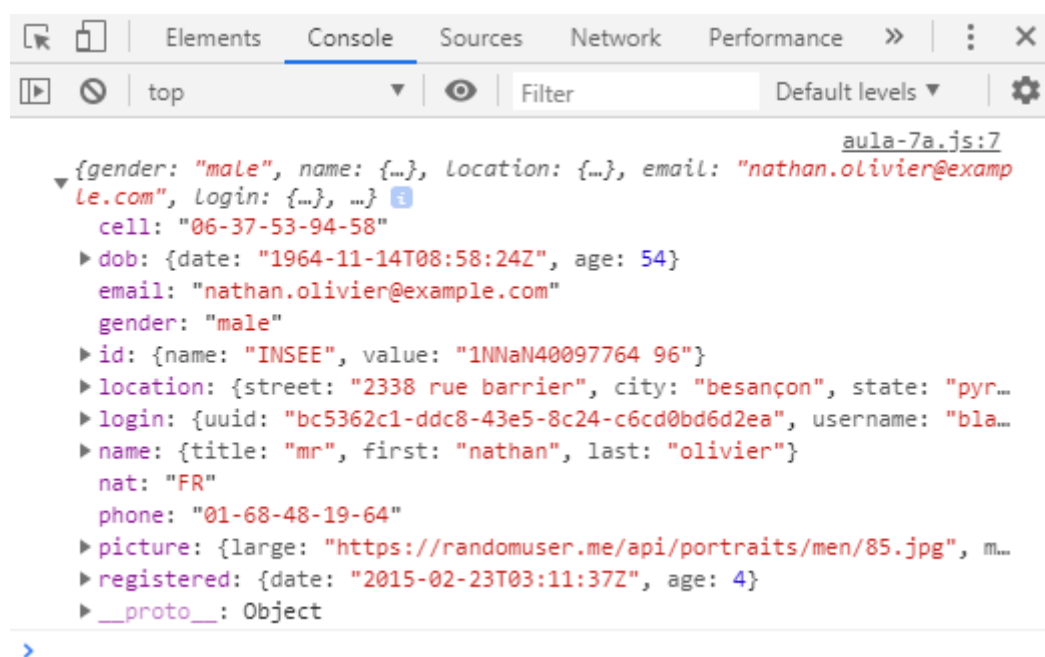 Elements Console Sources Network Performance »
top Filter Default levels
aula-7a.js:7
{gender: "male", name: {…}, location: {…}, email: "nathan.olivier@examp
le.com", login: {…}, …} i
cell: "06-37-53-94-58"
dob: {date: "1964-11-14T08:58:24Z", age: 54}
email: "nathan.olivier@example.com"
gender: "male"
id: {name: "INSEE", value: "1NNaN40097764 96"}
location: {street: "2338 rue barrier", city: "besançon", state: "pyr…
login: {uuid: "bc5362c1-ddc8-43e5-8c24-c6cd0bd6d2ea", username: "bla…
name: {title: "mr", first: "nathan", last: "olivier"}
nat: "FR"
phone: "01-68-48-19-64"
picture: {large: "https://randomuser.me/api/portraits/men/85.jpg", m…
registered: {date: "2015-02-23T03:11:37Z", age: 4}
__proto__: Object